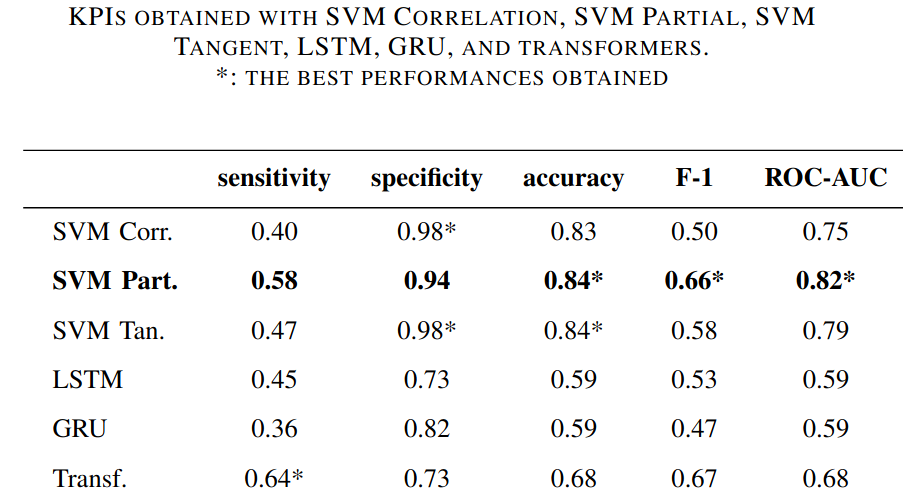 KPIS OBTAINED WITH SVM CORRELATION, SVM PARTIAL, SVM
TANGENT, LSTM, GRU, AND TRANSFORMERS.
*: THE BEST PERFORMANCES OBTAINED
sensitivity specificity accuracy F-1 ROC-AUC
SVM Corr. 0.40 0.98* 0.83 0.50 0.75
SVM Part. 0.58 0.94 0.84* 0.66* 0.82*
SVM Tan. 0.47 0.98* 0.84* 0.58 0.79
LSTM 0.45 0.73 0.59 0.53 0.59
GRU 0.36 0.82 0.59 0.47 0.59
Transf. 0.64* 0.73 0.68 0.67 0.68